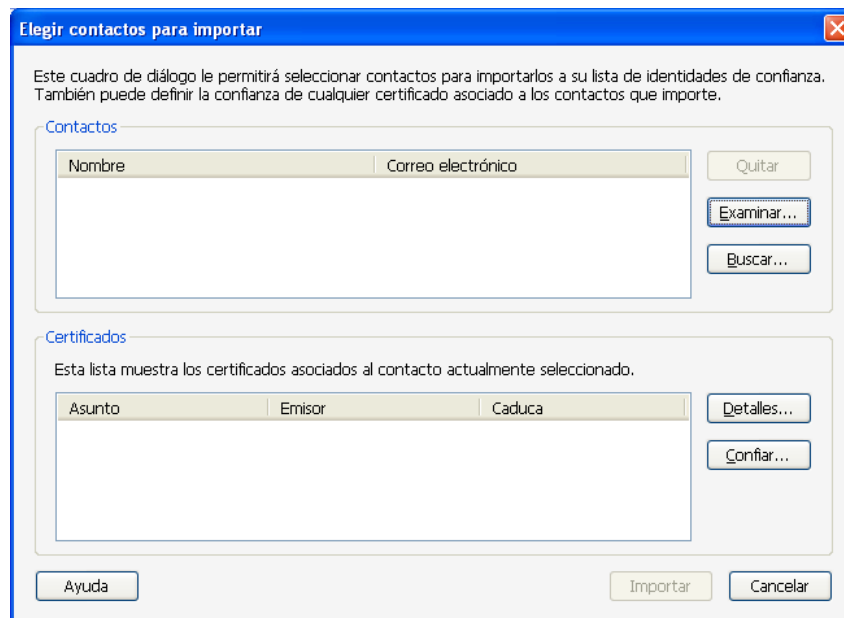 Elegir contactos para importar
Este cuadro de diálogo le permitirá seleccionar contactos para importarlos a su lista de identidades de confianza.
También puede definir la confianza de cualquier certificado asociado a los contactos que importe.
Contactos
Nombre Correo electrónico
Quitar
Examinar...
Buscar...
Certificados
Esta lista muestra los certificados asociados al contacto actualmente seleccionado.
Asunto Emisor Caduca
Detalles...
Confiar...
Ayuda Importar Cancelar